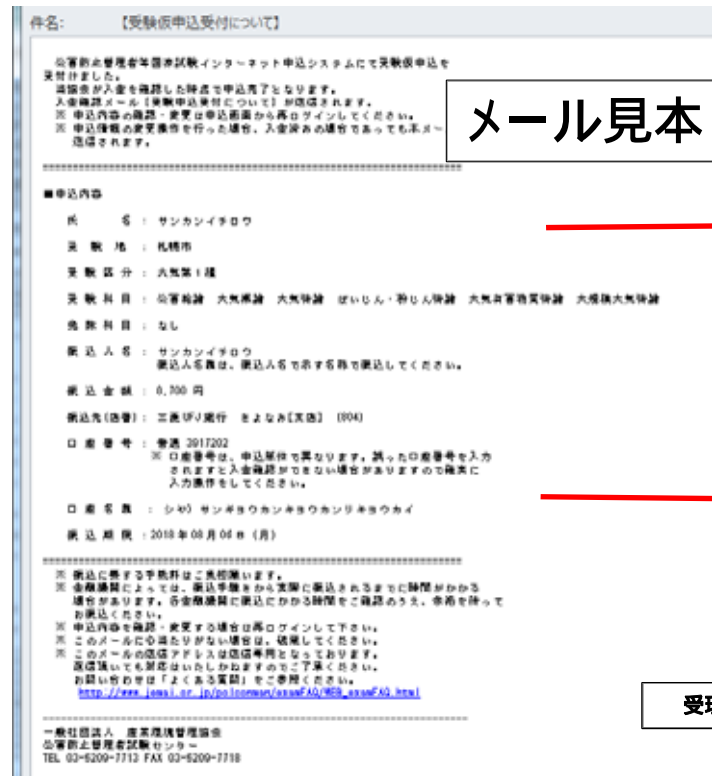 件名: 【受験仮申込受付について】
公害防止管理者等国家試験インターネット申込システムにて受験仮申込を
受付けました。
当協会が入金を確認した時点で申込完了となります。
入金確認メール【受験申込受付について】が送信されます。
※ 申込内容の確認・変更は申込画面から再ログインしてください。
※ 申込情報の変更操作を行った場合、入金済みの場合であっても本メー
送信されます。
メール見本
■申込内容
氏 名 : サンカンイチロウ
受 験 地 : 札幌市
受 験 区 分 : 大気第1種
受 験 科 目 : 公害総論 大気概論 大気特論 ばいじん・粉じん特論 大気有害物質特論 大規模大気特論
免 除 科 目 : なし
振 込 人 名 : サンカンイチロウ
振込人名義は、振込人名で示す名称で振込してください。
振 込 金 額 : ,700 円
振込先(店番) : 三菱UFJ銀行 きよなみ【支店】 (804)
口 座 番 号 : 普通 3917202
※ 口座番号は、申込単位で異なります。誤った口座番号を入力
されますと入金確認ができない場合がありますので確実に
入力操作をしてください。
口 座 名 義 : シヤ) サンギョウカンキョウカンリキョウカイ
振 込 期 限 : 2018 年 08 月 06 日 (月)
※ 振込に要する手数料はご負担願います。
※ 金融機関によっては、振込手続きから実際に振込されるまでに時間がかかる
場合があります。各金融機関に振込にかかる時間をご確認のうえ、余裕を持って
お振込ください。
※ 申込内容を確認・変更する場合は再ログインして下さい。
※ このメールに心当たりがない場合は、破棄してください。
※ このメールの送信アドレスは送信専用となっております。
返信頂いても対応はいたしかねますのでご了承ください。
お問い合わせは「よくある質問」をご参照ください。
http://www.jemai.or.jp/polconman/examFAQ/WEB_examFAQ.html
受
一般社団法人 産業環境管理協会
公害防止管理者試験センター
TEL 03-5209-7713 FAX 03-5209-7718